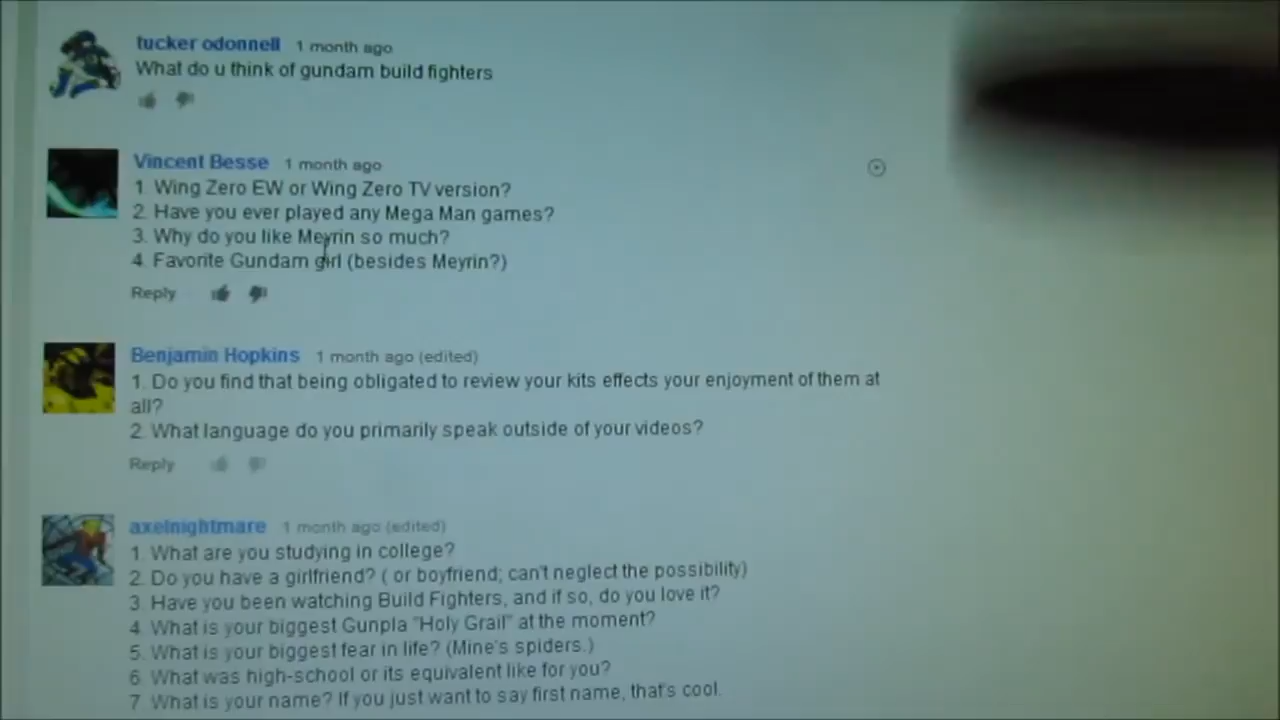 tucker odonnell 1 month ago
What do u think of gundam build fighters
Vincent Besse 1 month ago
1. Wing Zero EW or Wing Zero TV version?
2. Have you ever played any Mega Man games?
3. Why do you like Meyrin so much?
4. Favorite Gundam girl (besides Meyrin?)
Reply
Benjamin Hopkins 1 month ago (edited)
1. Do you find that being obligated to review your kits effects your enjoyment of them at
all?
2. What language do you primarily speak outside of your videos?
Reply
axelnightmare 1 month ago (edited)
1. What are you studying in college?
2. Do you have a girlfriend? ( or boyfriend; can't neglect the possibility)
3. Have you been watching Build Fighters, and if so, do you love it?
4. What is your biggest Gunpla "Holy Grail" at the moment?
5. What is your biggest fear in life? (Mine's spiders.)
6. What was high-school or its equivalent like for you?
7. What is your name? If you just want to say first name, that's cool.